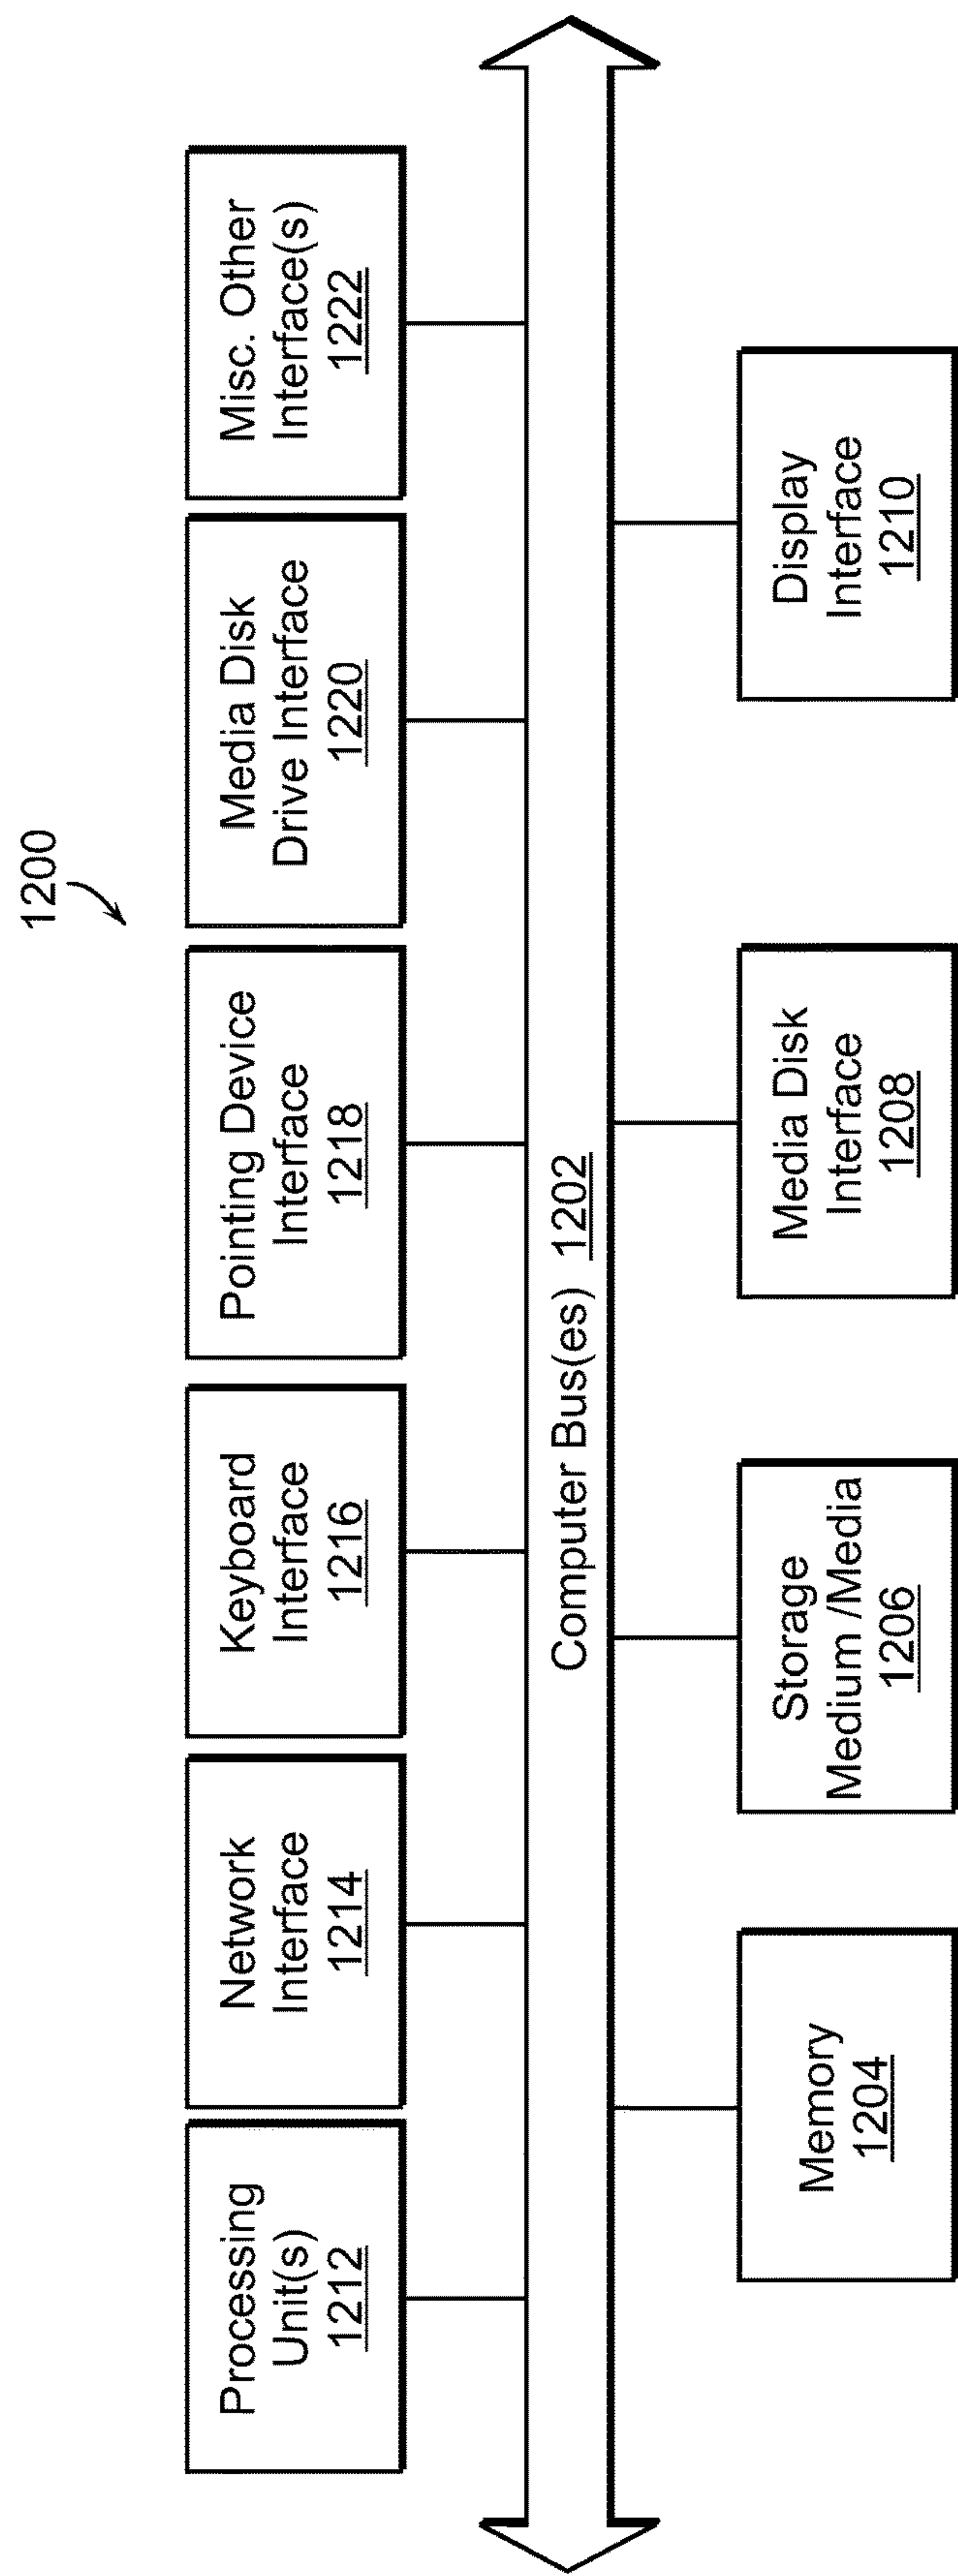 1200
Processing
Unit(s)
1212
Network
Interface
1214
Keyboard
Interface
1216
Pointing Device
Interface
1218
Media Disk
Drive Interface
1220
Misc. Other
Interface(s)
1222
Computer Bus(es) 1202
Memory
1204
Storage
Medium /Media
1206
Media Disk
Interface
1208
Display
Interface
1210